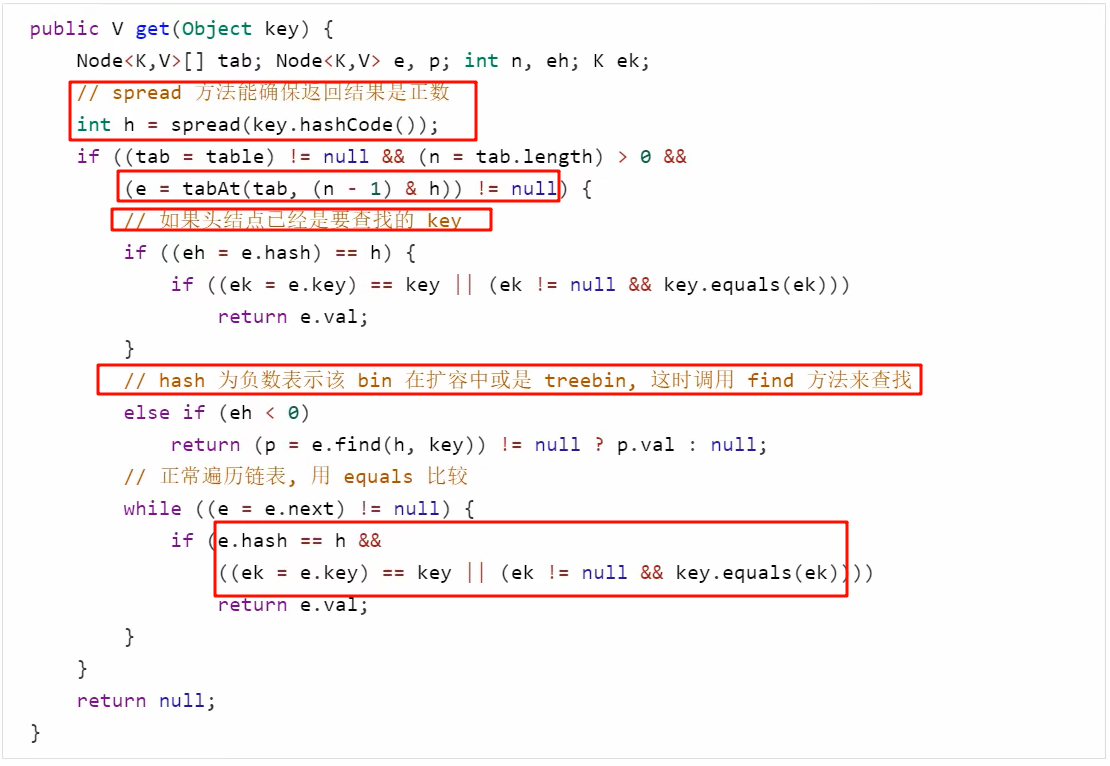 public V get(Object key) {
    Node<K,V>[] tab; Node<K,V> e, p; int n, eh; K ek;
    // spread 方法能确保返回结果是正数
    int h = spread(key.hashCode());
    if ((tab = table) != null && (n = tab.length) > 0 &&
        (e = tabAt(tab, (n - 1) & h)) != null) {
        // 如果头结点已经是要查找的 key
        if ((eh = e.hash) == h) {
            if ((ek = e.key) == key || (ek != null && key.equals(ek)))
                return e.val;
        }
        // hash 为负数表示该 bin 在扩容中或是 treebin, 这时调用 find 方法来查找
        else if (eh < 0)
            return (p = e.find(h, key)) != null ? p.val : null;
        // 正常遍历链表, 用 equals 比较
        while ((e = e.next) != null) {
            if (e.hash == h &&
                ((ek = e.key) == key || (ek != null && key.equals(ek))))
                return e.val;
        }
    }
    return null;
}